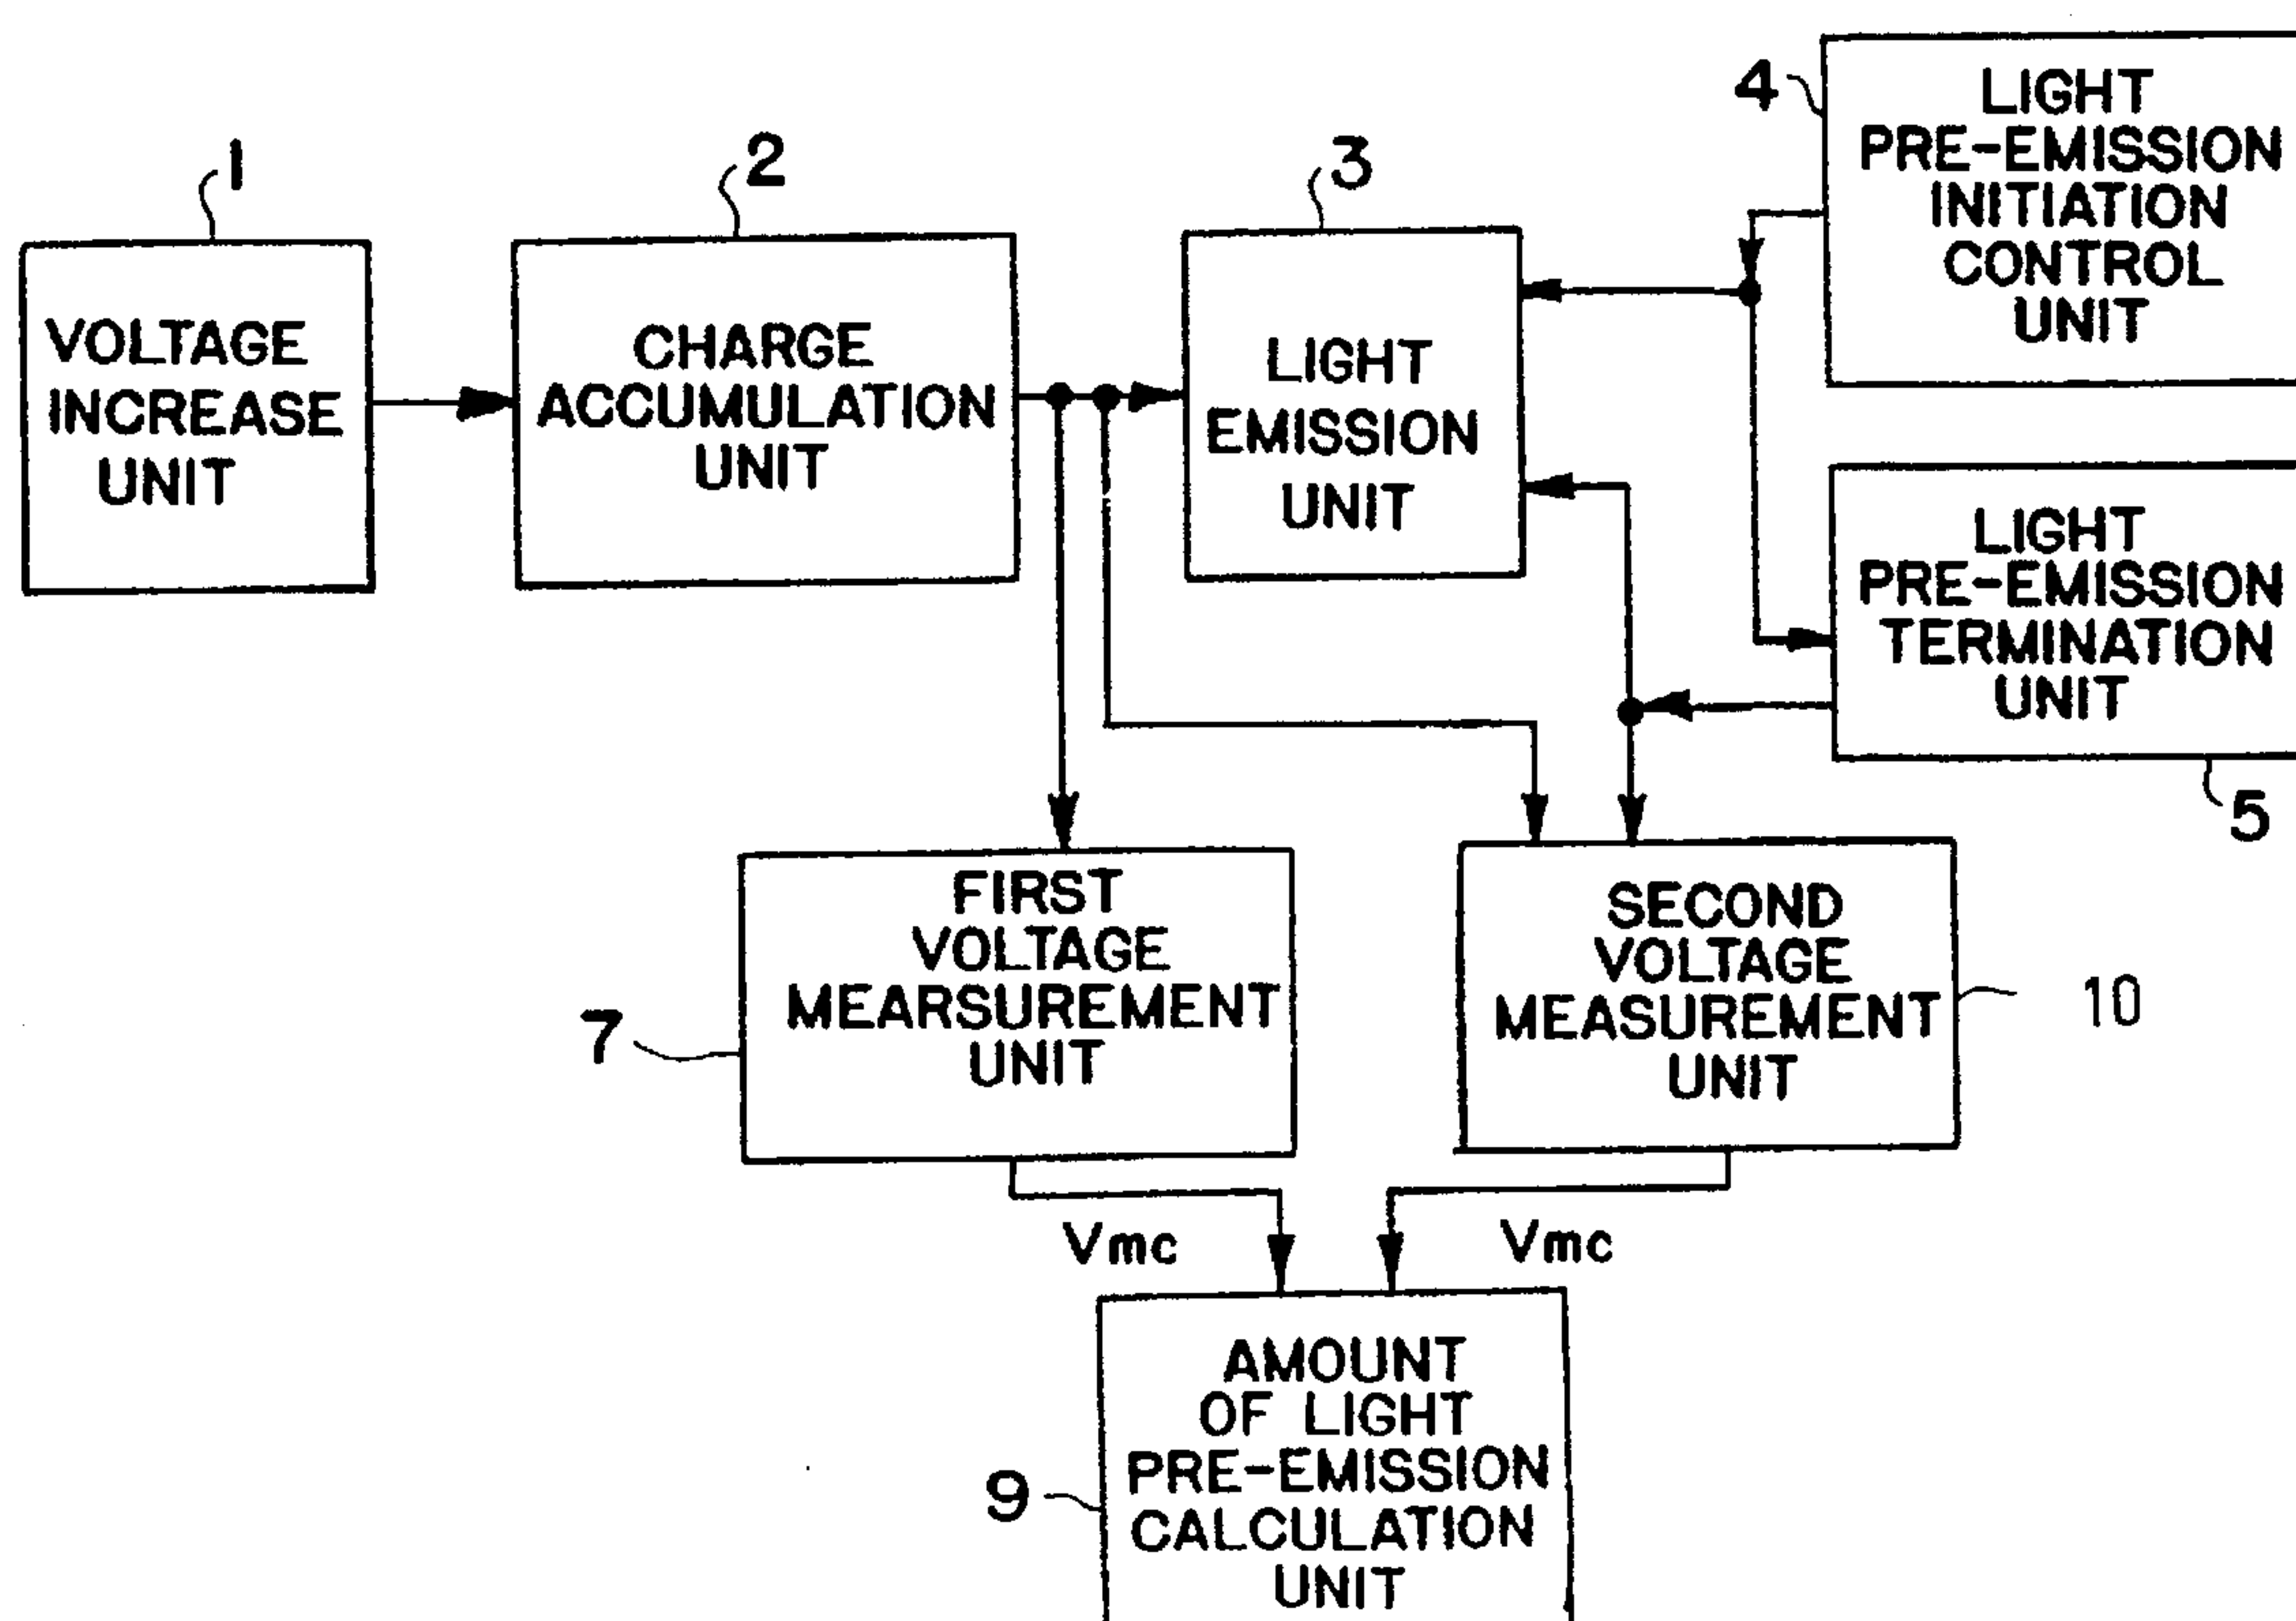 1
VOLTAGE
INCREASE
UNIT
2
CHARGE
ACCUMULATION
UNIT
3
LIGHT
EMISSION
UNIT
4
LIGHT
PRE-EMISSION
INITIATION
CONTROL
UNIT
LIGHT
PRE-EMISSION
TERMINATION
UNIT
5
7
FIRST
VOLTAGE
MEARSUREMENT
UNIT
SECOND
VOLTAGE
MEASUREMENT
UNIT
10
Vmc
Vmc
9
AMOUNT
OF LIGHT
PRE-EMISSION
CALCULATION
UNIT